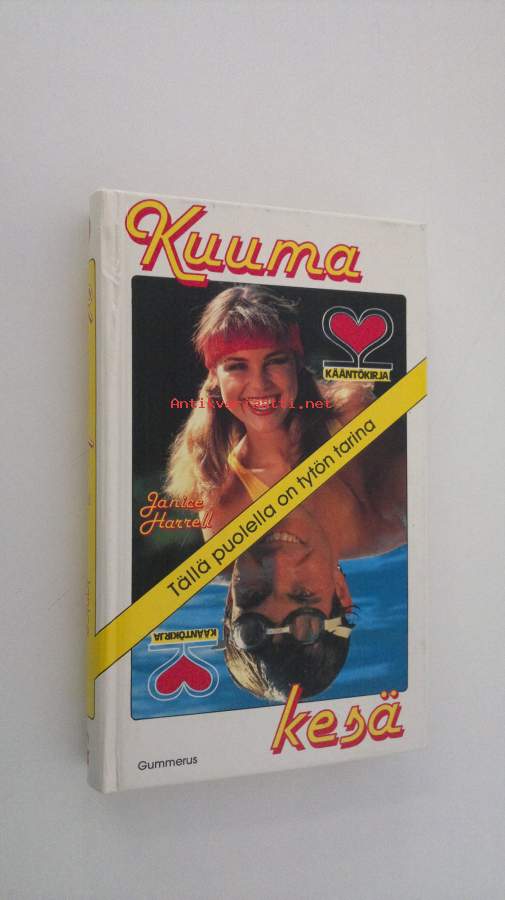 Kuuma
KÄÄNTÖKIRJA
Antikvariaatti.net
Janice
Harrell
Tällä puolella on tytön tarina
KÄÄNTÖKIRJA
kesä
Gummerus